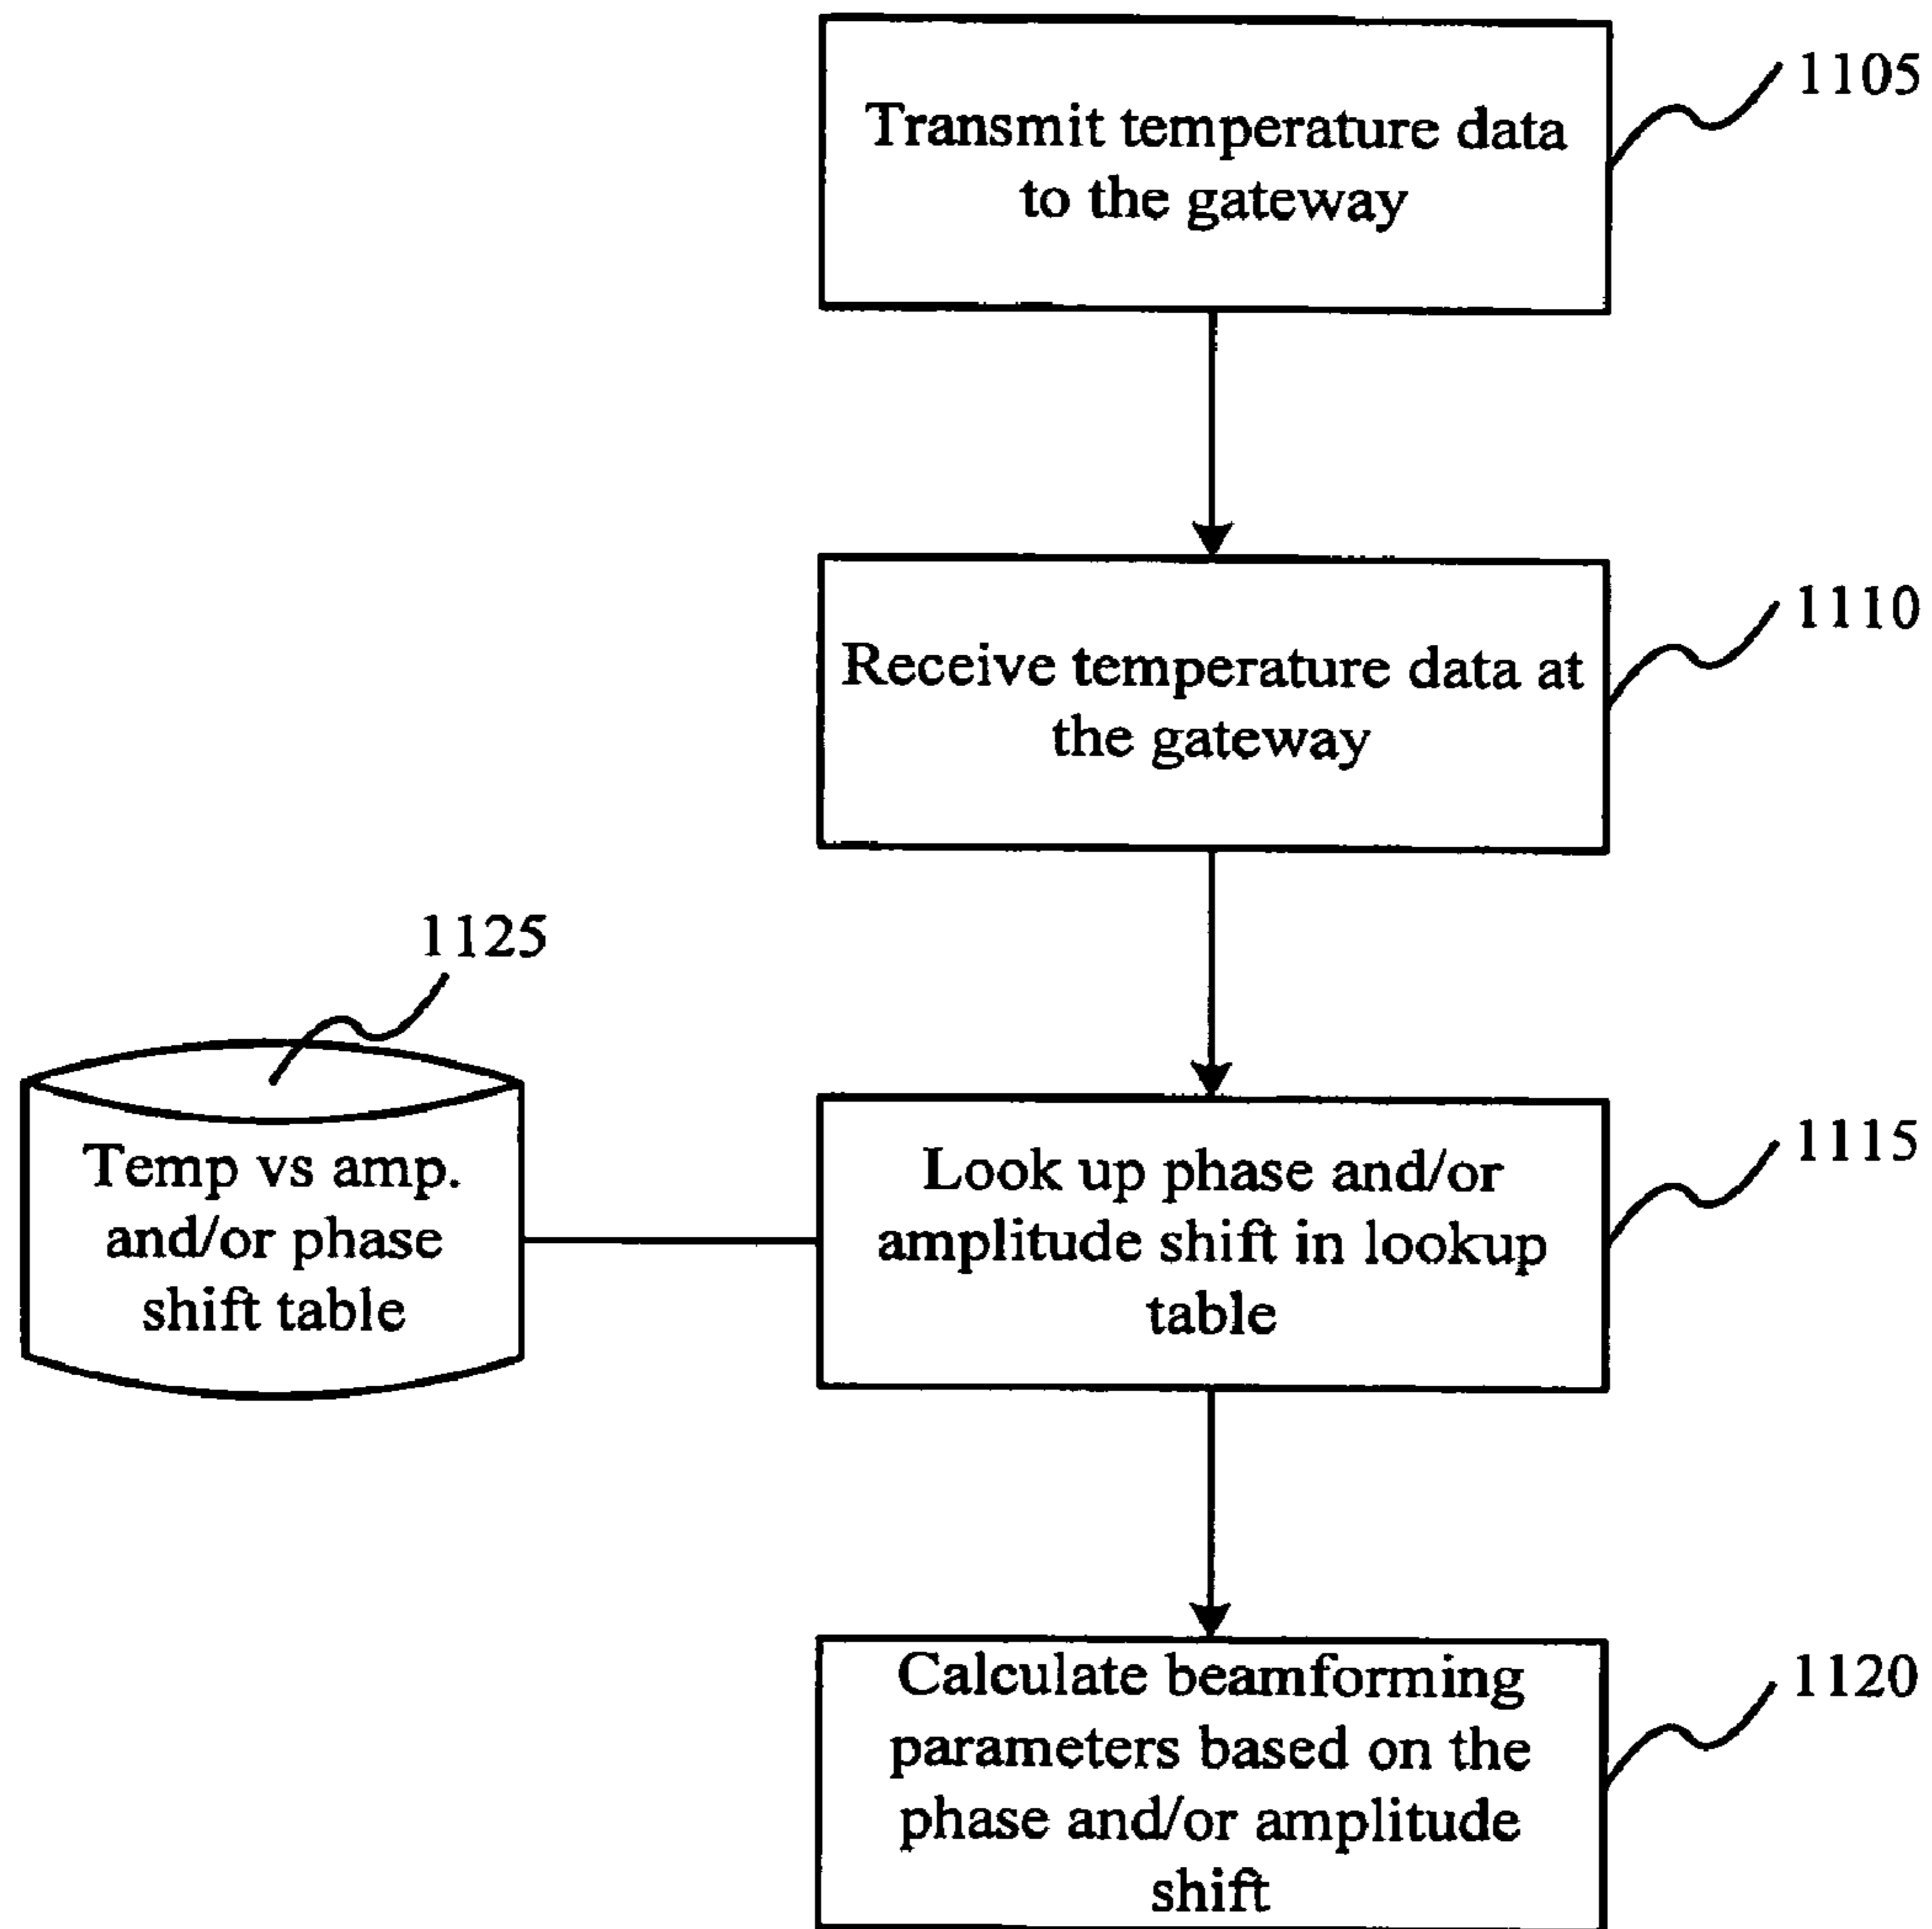 1105
Transmit temperature data
to the gateway
1110
Receive temperature data at
the gateway
1125
Temp vs amp.
and/or phase
shift table
1115
Look up phase and/or
amplitude shift in lookup
table
1120
Calculate beamforming
parameters based on the
phase and/or amplitude
shift